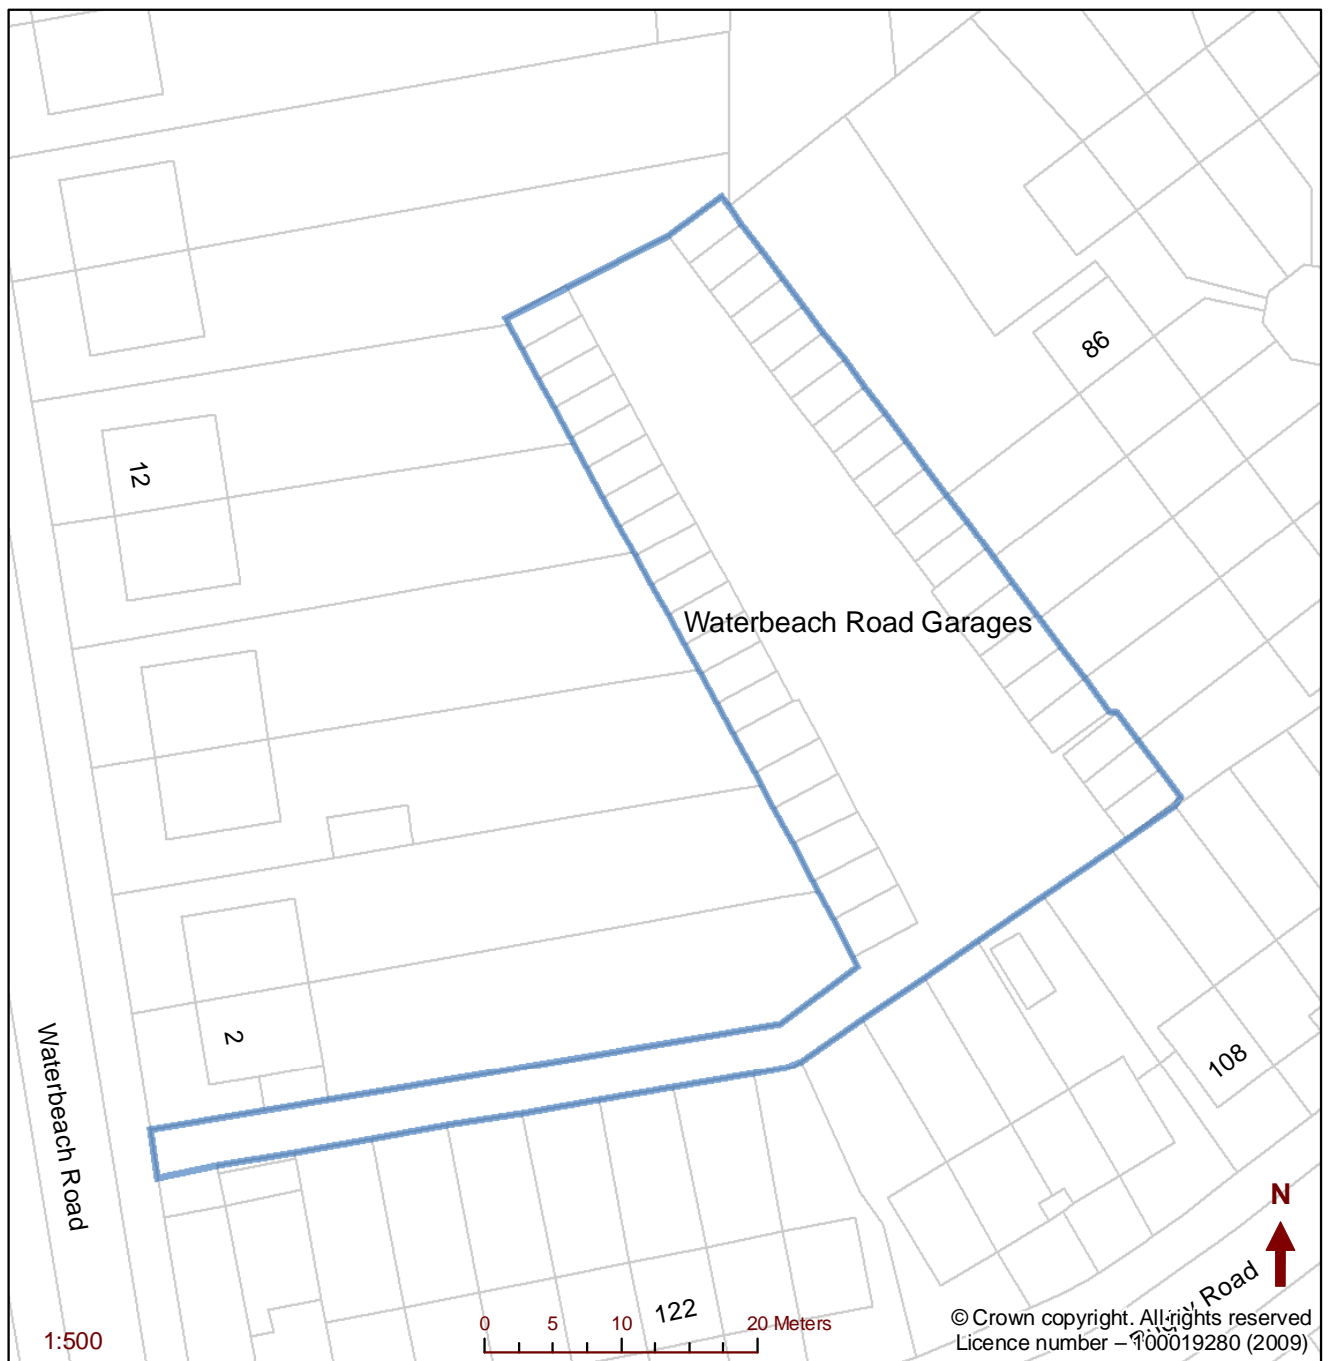 86
12
Waterbeach Road Garages
2
Waterbeach Road
108
N
122
Road
0 5 10 20 Meters
1:500
© Crown copyright. All rights reserved
Licence number – 100019280 (2009)